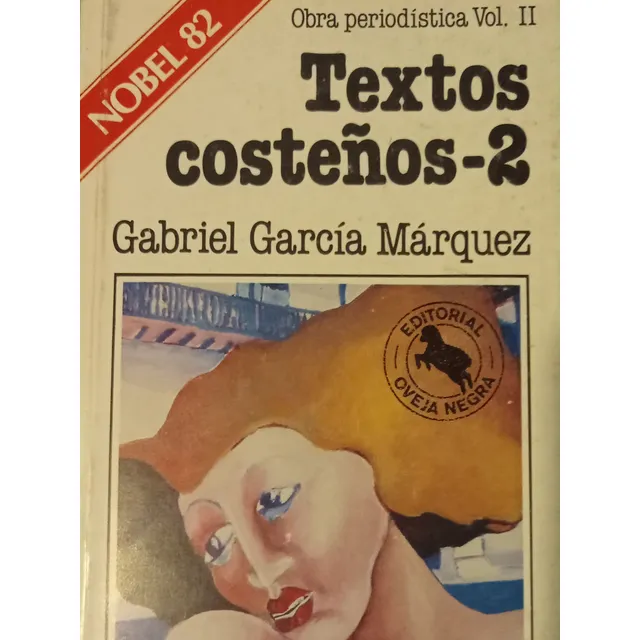 NOBEL 82
Obra periodística Vol. II
Textos
costeños-2
Gabriel García Márquez
EDITORIAL
OVEJA NEGRA